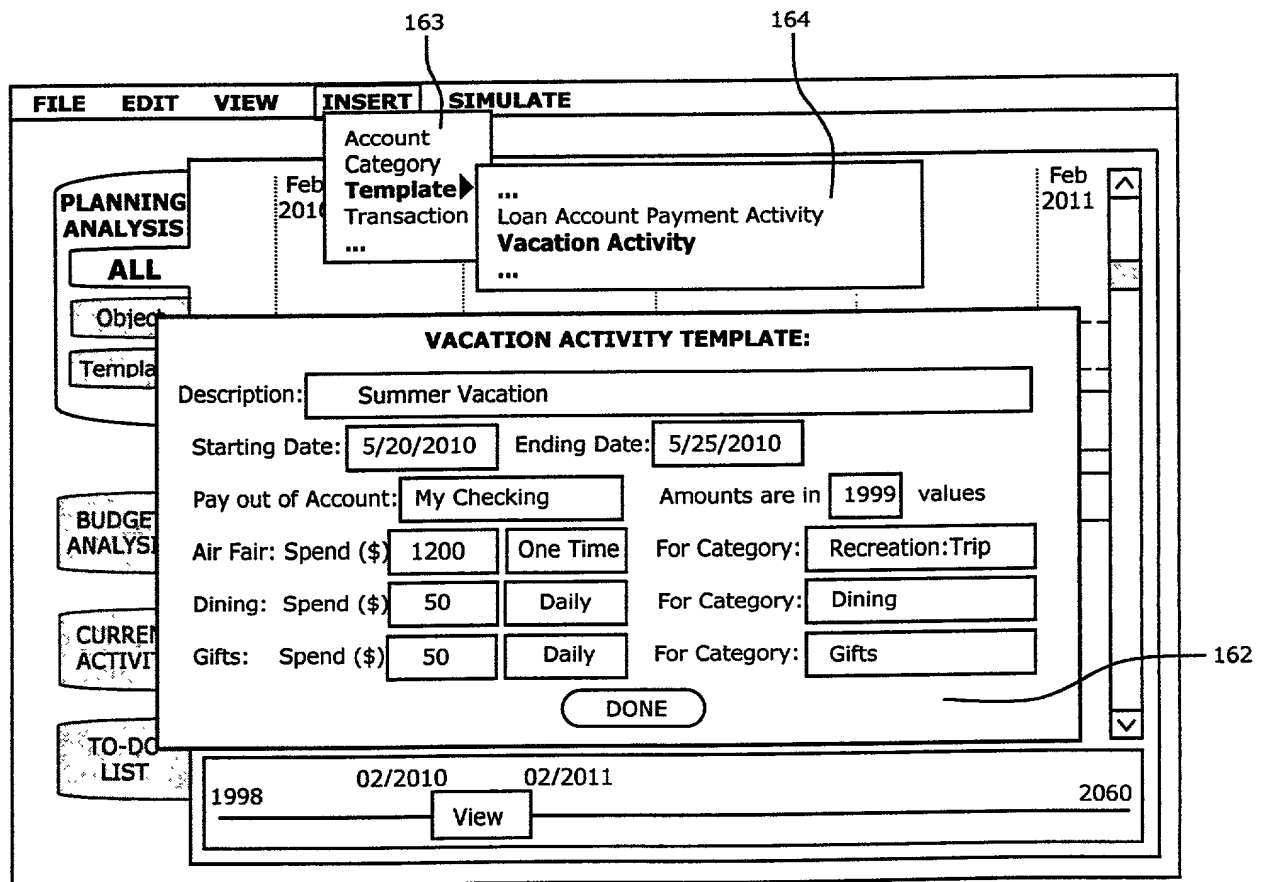 163
164
FILE EDIT VIEW INSERT SIMULATE
Account
Category
Template
Transaction
...
...
Loan Account Payment Activity
Vacation Activity
...
Feb
Feb
2011
PLANNING
ANALYSIS
ALL
VACATION ACTIVITY TEMPLATE:
Description: Summer Vacation
Starting Date: 5/20/2010 Ending Date: 5/25/2010
Pay out of Account: My Checking Amounts are in 1999 values
Air Fair: Spend ($) 1200 One Time For Category: Recreation:Trip
Dining: Spend ($) 50 Daily For Category: Dining
Gifts: Spend ($) 50 Daily For Category: Gifts
DONE
162
TO-DO
LIST
02/2010 02/2011
1998 2060
View